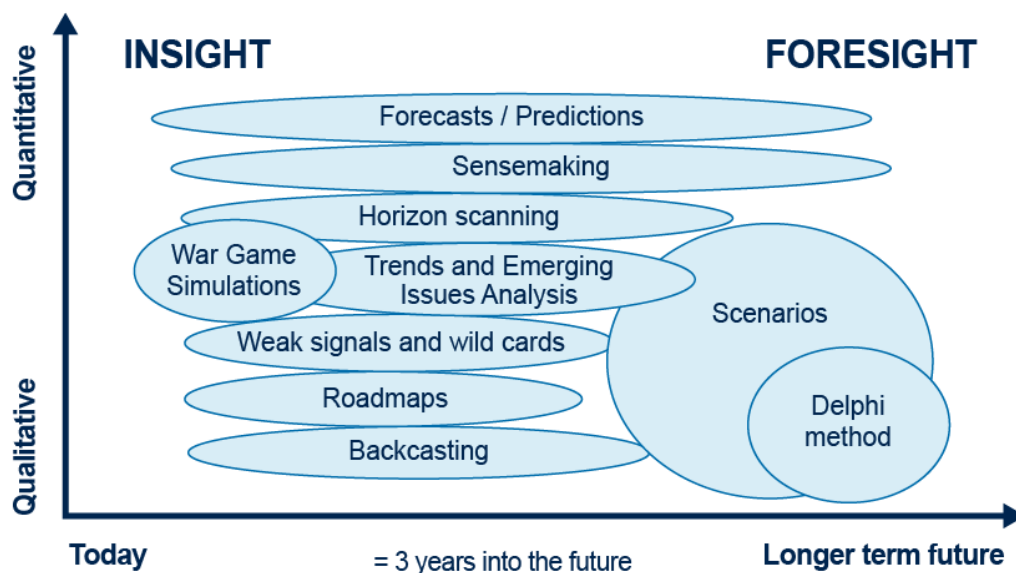 INSIGHT
FORESIGHT
Quantitative
Forecasts / Predictions
Sensemaking
Horizon scanning
War Game
Simulations
Trends and Emerging
Issues Analysis
Scenarios
Weak signals and wild cards
Qualitative
Roadmaps
Delphi
method
Backcasting
Today
= 3 years into the future
Longer term future